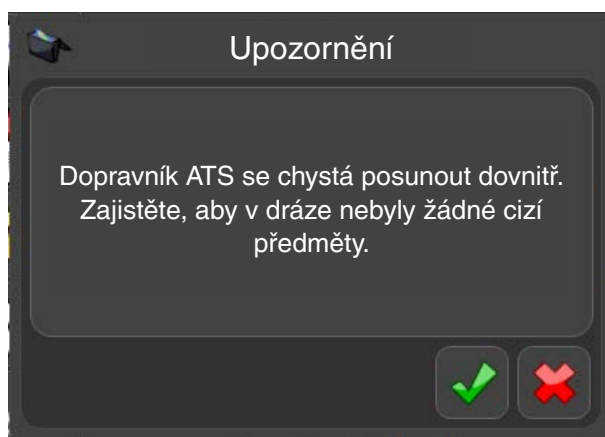 Upozornění
Dopravník ATS se chystá posunout dovnitř.
Zajistěte, aby v dráze nebyly žádné cizí
předměty.